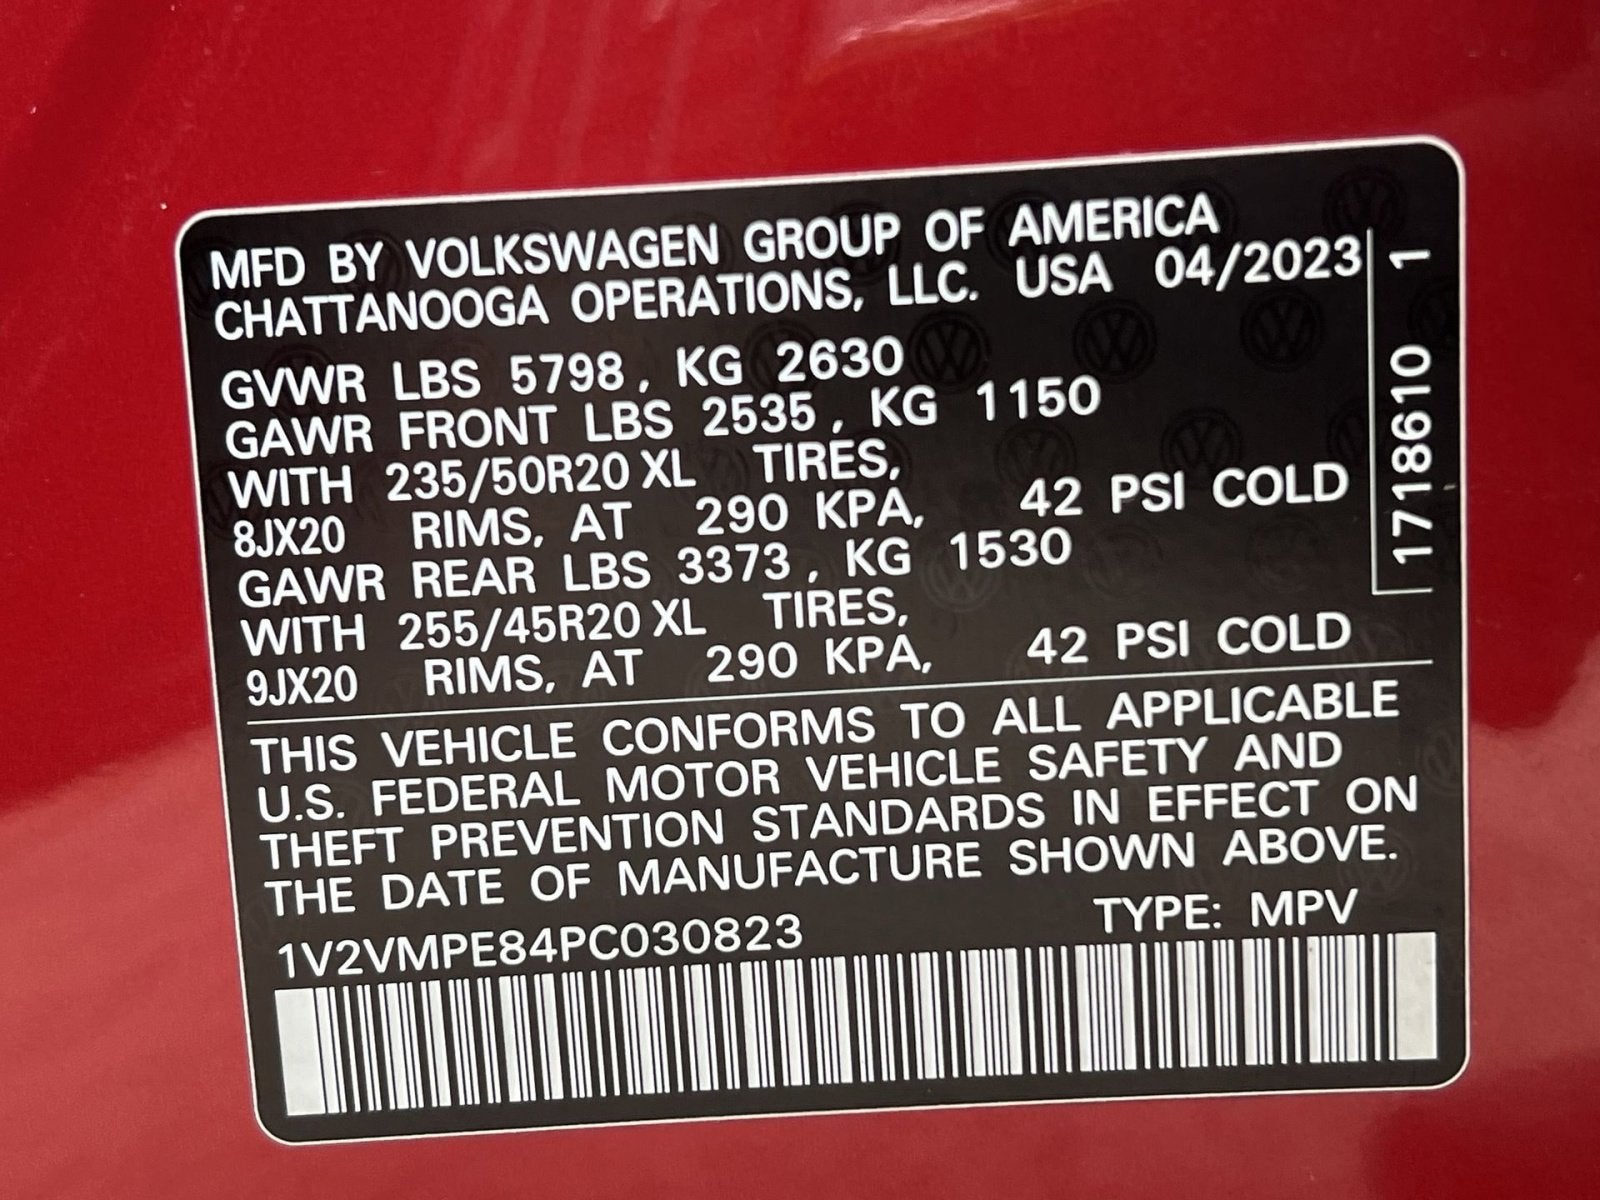 MFD BY VOLKSWAGEN GROUP OF AMERICA
CHATTANOOGA OPERATIONS, LLC. USA 04/2023
GVWR LBS 5798, KG 2630
GAWR FRONT LBS 2535, KG 1150
WITH 235/50R20 XL TIRES,
8JX20 RIMS, AT 290 KPA, 42 PSI COLD
GAWR REAR LBS 3373, KG 1530
WITH 255/45R20 XL TIRES,
9JX20 RIMS, AT 290 KPA, 42 PSI COLD
1718610 1
THIS VEHICLE CONFORMS TO ALL APPLICABLE
U.S. FEDERAL MOTOR VEHICLE SAFETY AND
THEFT PREVENTION STANDARDS IN EFFECT ON
THE DATE OF MANUFACTURE SHOWN ABOVE.
1V2VMPE84PC030823 TYPE: MPV